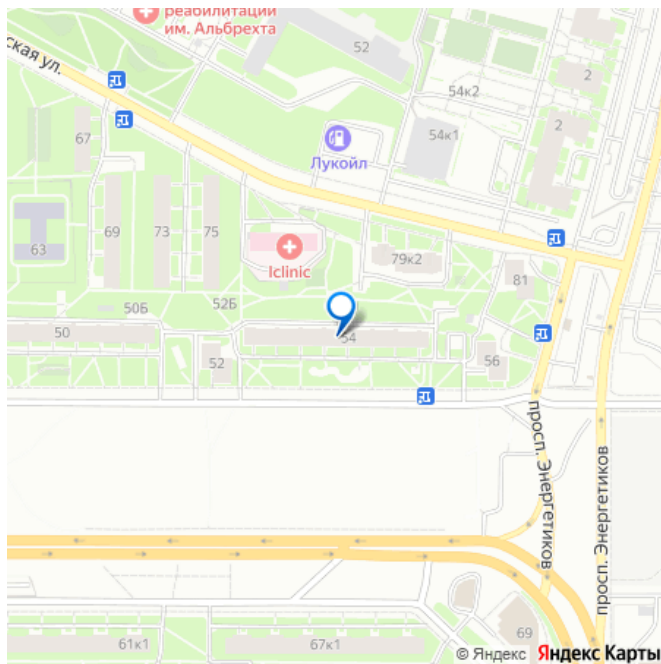 реабилитации
им. Альбрехта
ская ул.
52
2
54к2
54к1
2
67
Лукойл
69
73
75
63
Iclinic
79к2
81
50Б
52Б
50
54
52
56
просп. Энергетиков
просп. Энергетиков
61к1
67к1
69
© Яндекс Яндекс Карты